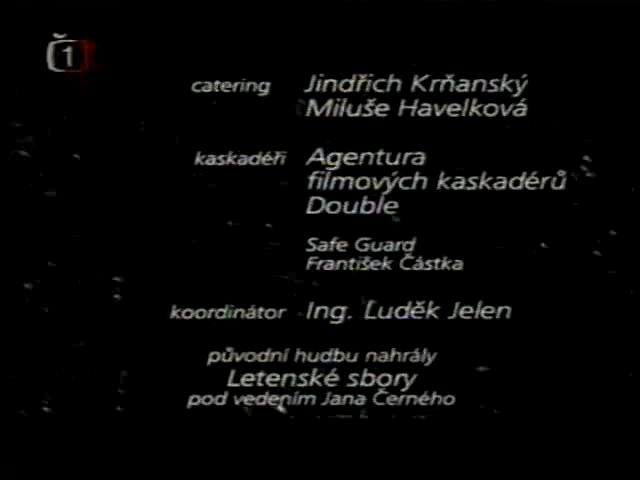 Č1
catering Jindřich Krňanský
Miluše Havelková
kaskadéři Agentura
filmových kaskadérů
Double
Safe Guard
František Částka
koordinátor Ing. Luděk Jelen
původní hudbu nahrály
Letenské sbory
pod vedením Jana Černého